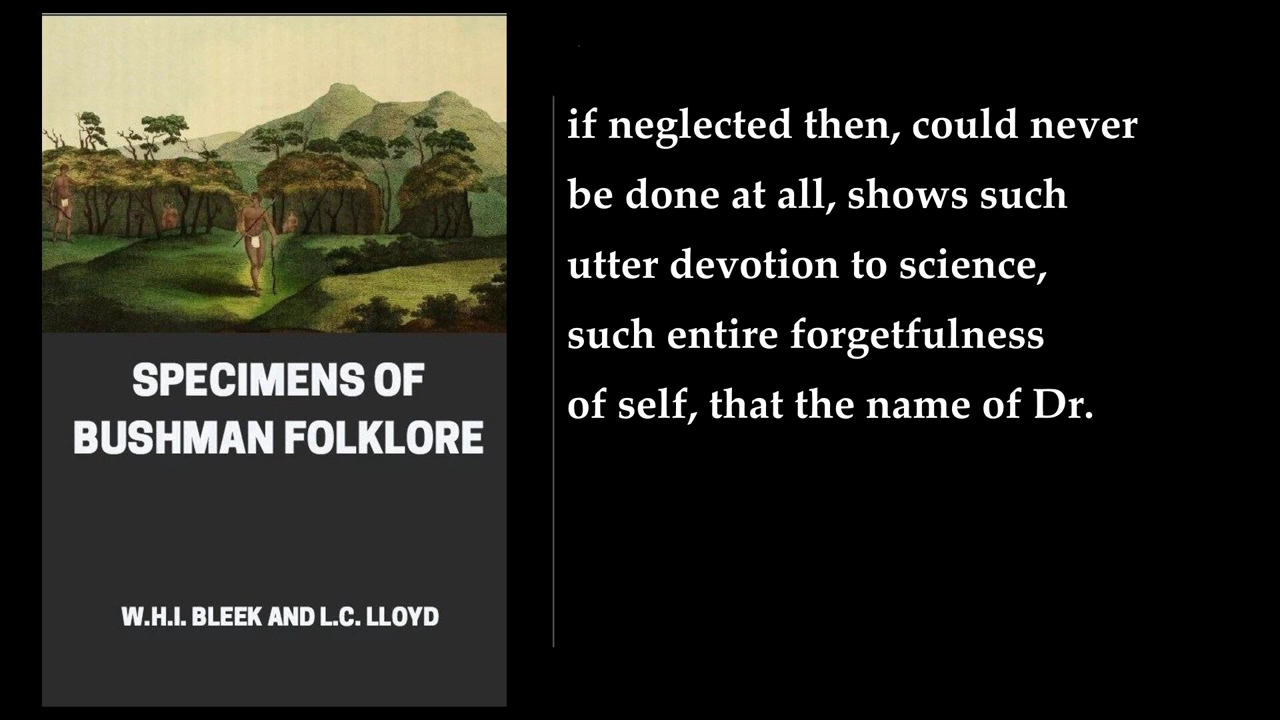 SPECIMENS OF
BUSHMAN FOLKLORE
W.H.I. BLEEK AND L.C. LLOYD
if neglected then, could never
be done at all, shows such
utter devotion to science,
such entire forgetfulness
of self, that the name of Dr.